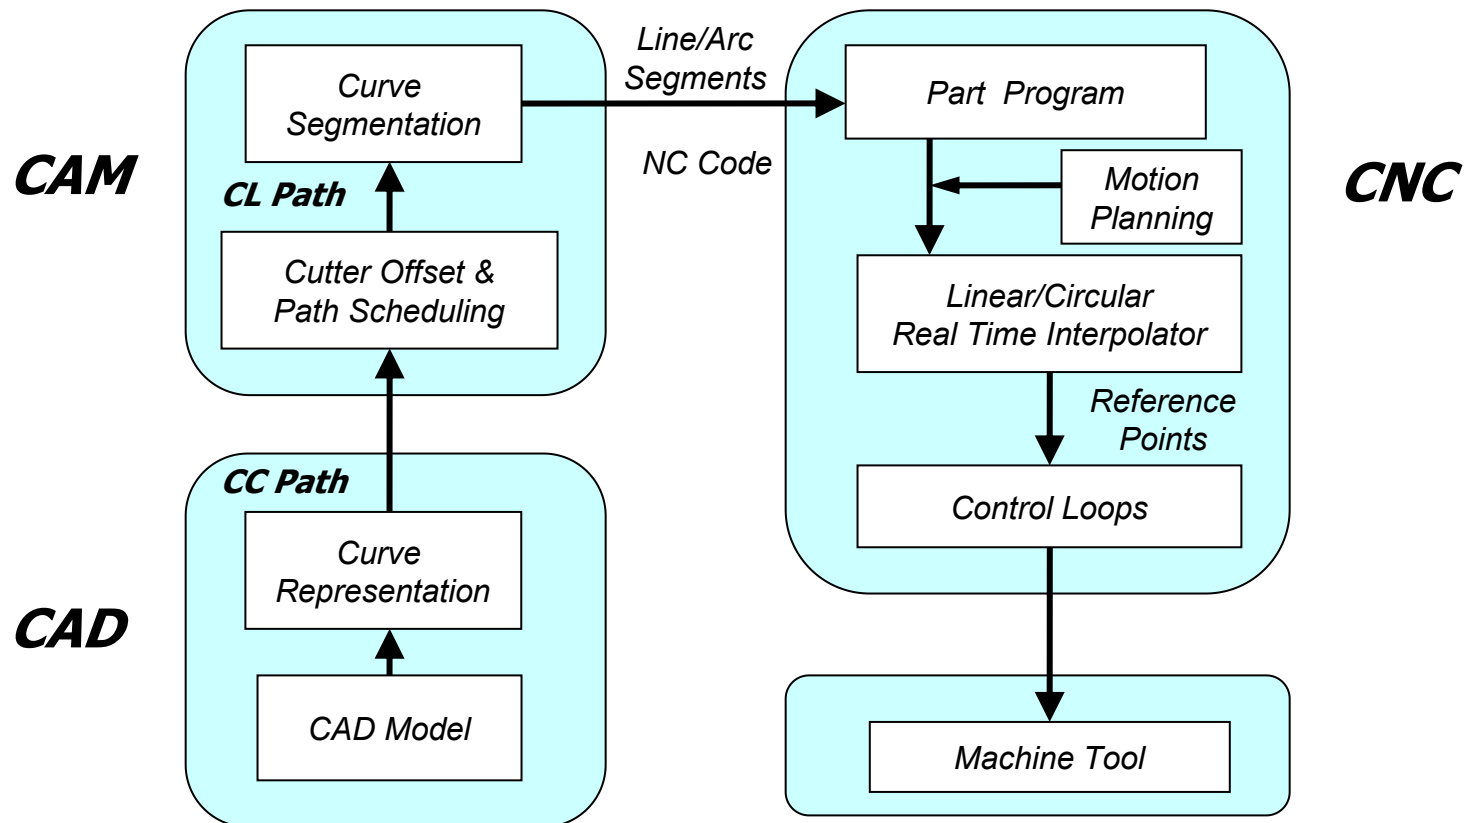 CAM
Curve
Segmentation
CL Path
Cutter Offset &
Path Scheduling
CAD
CC Path
Curve
Representation
CAD Model
Line/Arc
Segments
NC Code
CNC
Part Program
Motion
Planning
Linear/Circular
Real Time Interpolator
Reference
Points
Control Loops
Machine Tool